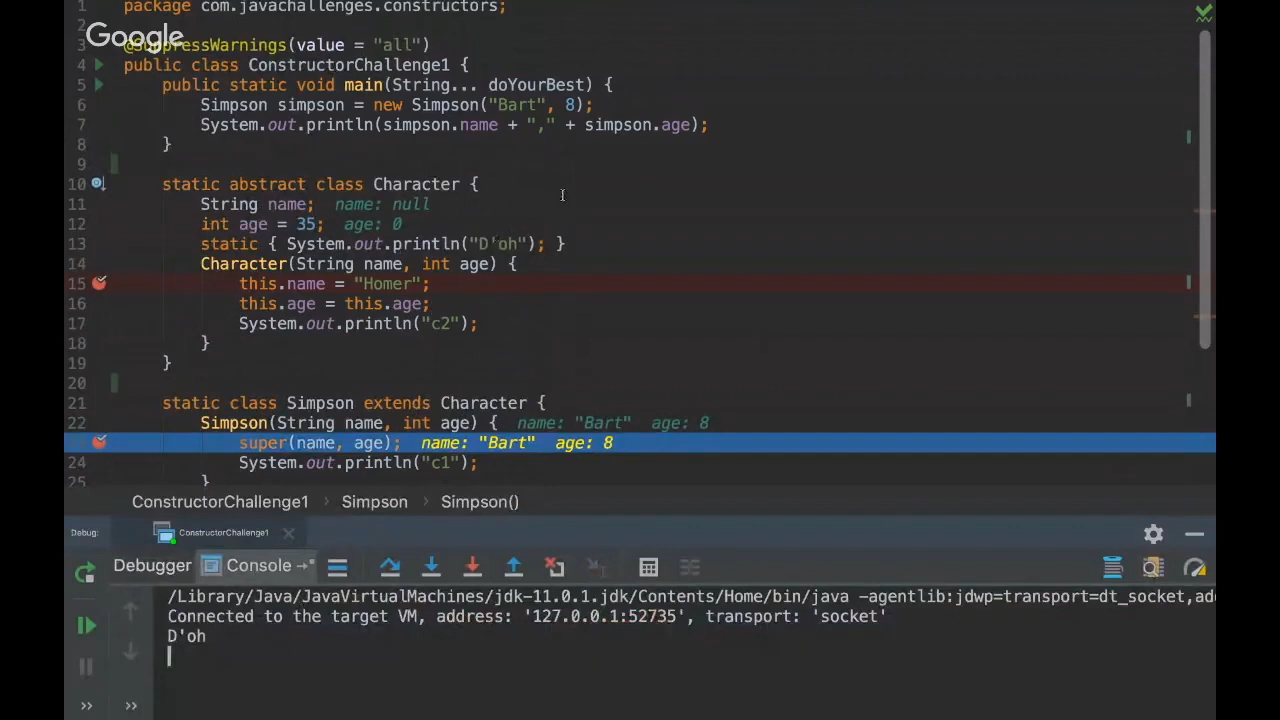 1 package com.javachallenges.constructors;
2
Google
3 @SuppressWarnings(value = "all")
4 public class ConstructorChallenge1 {
5 public static void main(String... doYourBest) {
6 Simpson simpson = new Simpson("Bart", 8);
7 System.out.println(simpson.name + "," + simpson.age);
8 }
9
10 static abstract class Character {
11 String name; name: null
12 int age = 35; age: 0
13 static { System.out.println("D'oh"); }
14 Character(String name, int age) {
15 this.name = "Homer";
16 this.age = this.age;
17 System.out.println("c2");
18 }
19 }
20
21 static class Simpson extends Character {
22 Simpson(String name, int age) { name: "Bart" age: 8
super(name, age); name: "Bart" age: 8
24 System.out.println("c1");
25 }
ConstructorChallenge1 › Simpson › Simpson()
Debug: ConstructorChallenge1
Debugger Console
/Library/Java/JavaVirtualMachines/jdk-11.0.1.jdk/Contents/Home/bin/java -agentlib:jdwp=transport=dt_socket,add
Connected to the target VM, address: '127.0.0.1:52735', transport: 'socket'
D'oh